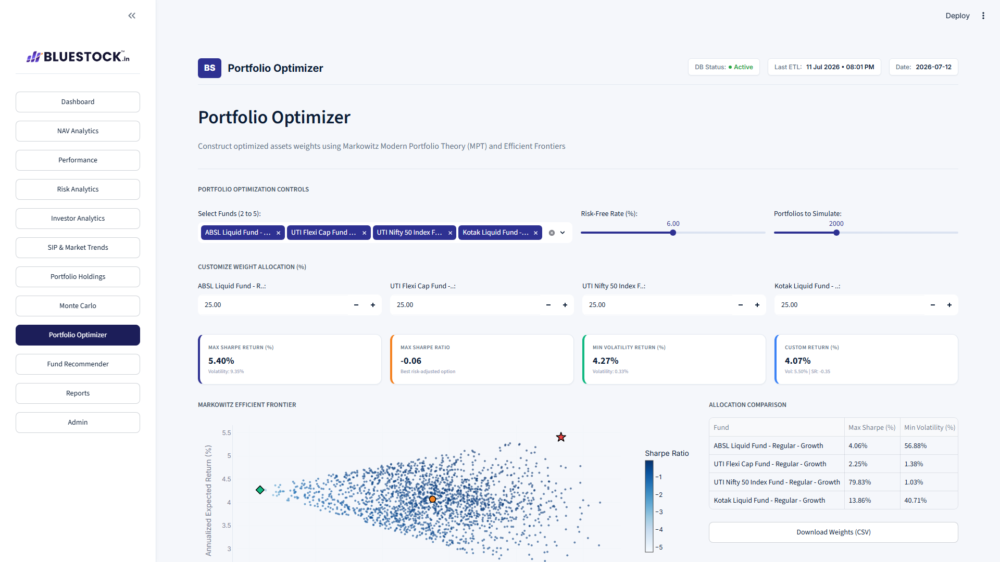 Deploy
BLUESTOCK.in
TM
Dashboard
NAV Analytics
Performance
Risk Analytics
Investor Analytics
SIP & Market Trends
Portfolio Holdings
Monte Carlo
Portfolio Optimizer
Fund Recommender
Reports
Admin
BS Portfolio Optimizer
DB Status: ● Active
Last ETL: 11 Jul 2026 • 08:01 PM
Date: 2026-07-12
Portfolio Optimizer
Construct optimized assets weights using Markowitz Modern Portfolio Theory (MPT) and Efficient Frontiers
PORTFOLIO OPTIMIZATION CONTROLS
Select Funds (2 to 5):
ABSL Liquid Fund - ... × UTI Flexi Cap Fund ... × UTI Nifty 50 Index F... × Kotak Liquid Fund -... ×
Risk-Free Rate (%):
6.00
Portfolios to Simulate:
2000
CUSTOMIZE WEIGHT ALLOCATION (%)
ABSL Liquid Fund - R..: UTI Flexi Cap Fund -..: UTI Nifty 50 Index F..: Kotak Liquid Fund - ..:
25.00 − + 25.00 − + 25.00 − + 25.00 − +
MAX SHARPE RETURN (%)
5.40%
Volatility: 9.35%
MAX SHARPE RATIO
-0.06
Best risk-adjusted option
MIN VOLATILITY RETURN (%)
4.27%
Volatility: 0.33%
CUSTOM RETURN (%)
4.07%
Vol: 5.50% | SR: -0.35
MARKOWITZ EFFICIENT FRONTIER
Annualized Expected Return (%)
5.5
5
4.5
4
3.5
3
Sharpe Ratio
−1
−2
−3
−4
−5
ALLOCATION COMPARISON
Fund Max Sharpe (%) Min Volatility (%)
ABSL Liquid Fund - Regular - Growth 4.06% 56.88%
UTI Flexi Cap Fund - Regular - Growth 2.25% 1.38%
UTI Nifty 50 Index Fund - Regular - Growth 79.83% 1.03%
Kotak Liquid Fund - Regular - Growth 13.86% 40.71%
Download Weights (CSV)